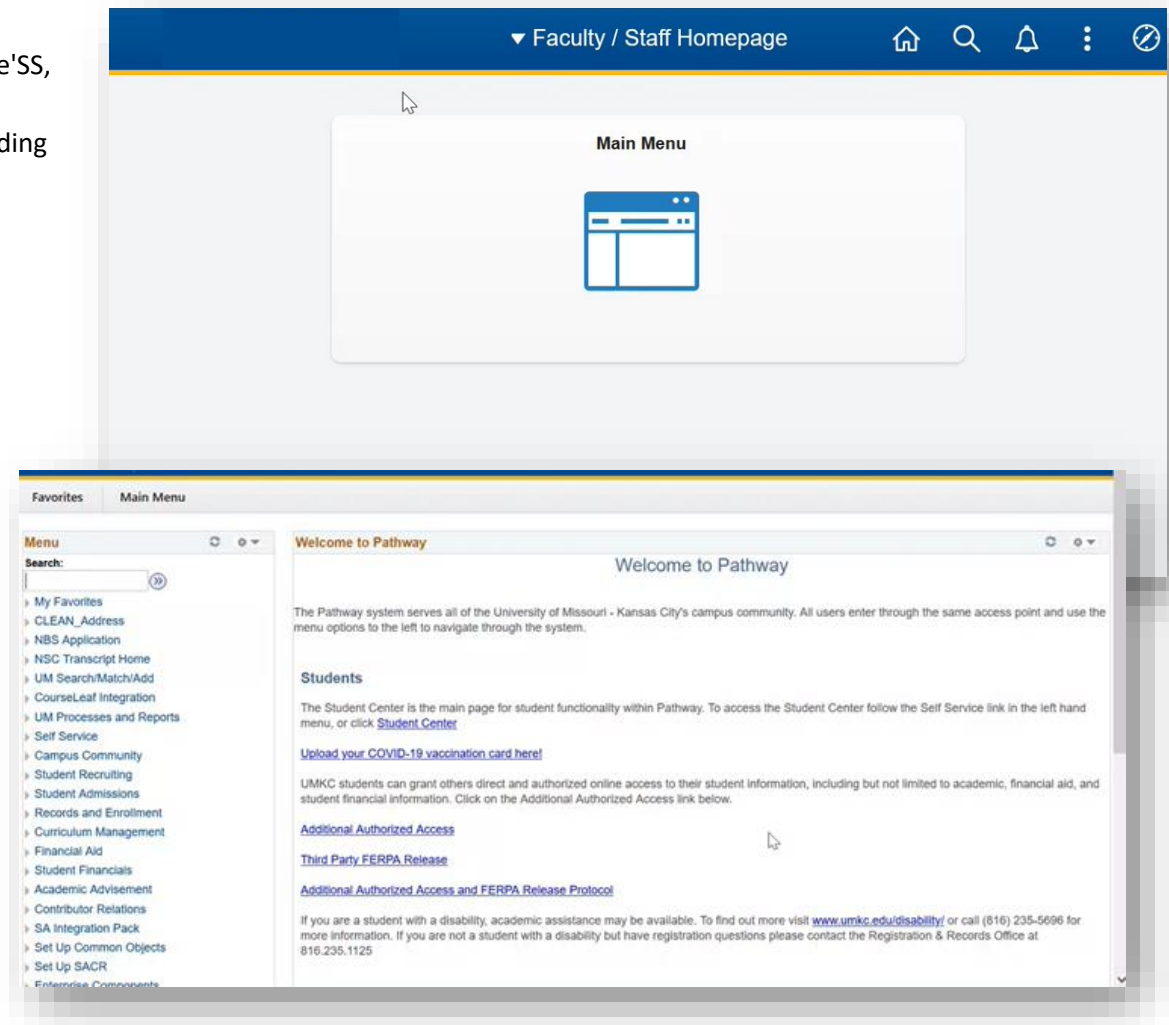 e'SS,
ding
▼ Faculty / Staff Homepage
Main Menu
Favorites Main Menu
Menu
Search:
My Favorites
CLEAN_Address
NBS Application
NSC Transcript Home
UM Search/Match/Add
CourseLeaf Integration
UM Processes and Reports
Self Service
Campus Community
Student Recruiting
Student Admissions
Records and Enrollment
Curriculum Management
Financial Aid
Student Financials
Academic Advisement
Contributor Relations
SA Integration Pack
Set Up Common Objects
Set Up SACR
Enterprise Components
Welcome to Pathway
Welcome to Pathway
The Pathway system serves all of the University of Missouri - Kansas City's campus community. All users enter through the same access point and use the
menu options to the left to navigate through the system.
Students
The Student Center is the main page for student functionality within Pathway. To access the Student Center follow the Self Service link in the left hand
menu, or click Student Center
Upload your COVID-19 vaccination card here!
UMKC students can grant others direct and authorized online access to their student information, including but not limited to academic, financial aid, and
student financial information. Click on the Additional Authorized Access link below.
Additional Authorized Access
Third Party FERPA Release
Additional Authorized Access and FERPA Release Protocol
If you are a student with a disability, academic assistance may be available. To find out more visit www.umkc.edu/disability/ or call (816) 235-5696 for
more information. If you are not a student with a disability but have registration questions please contact the Registration & Records Office at
816.235.1125